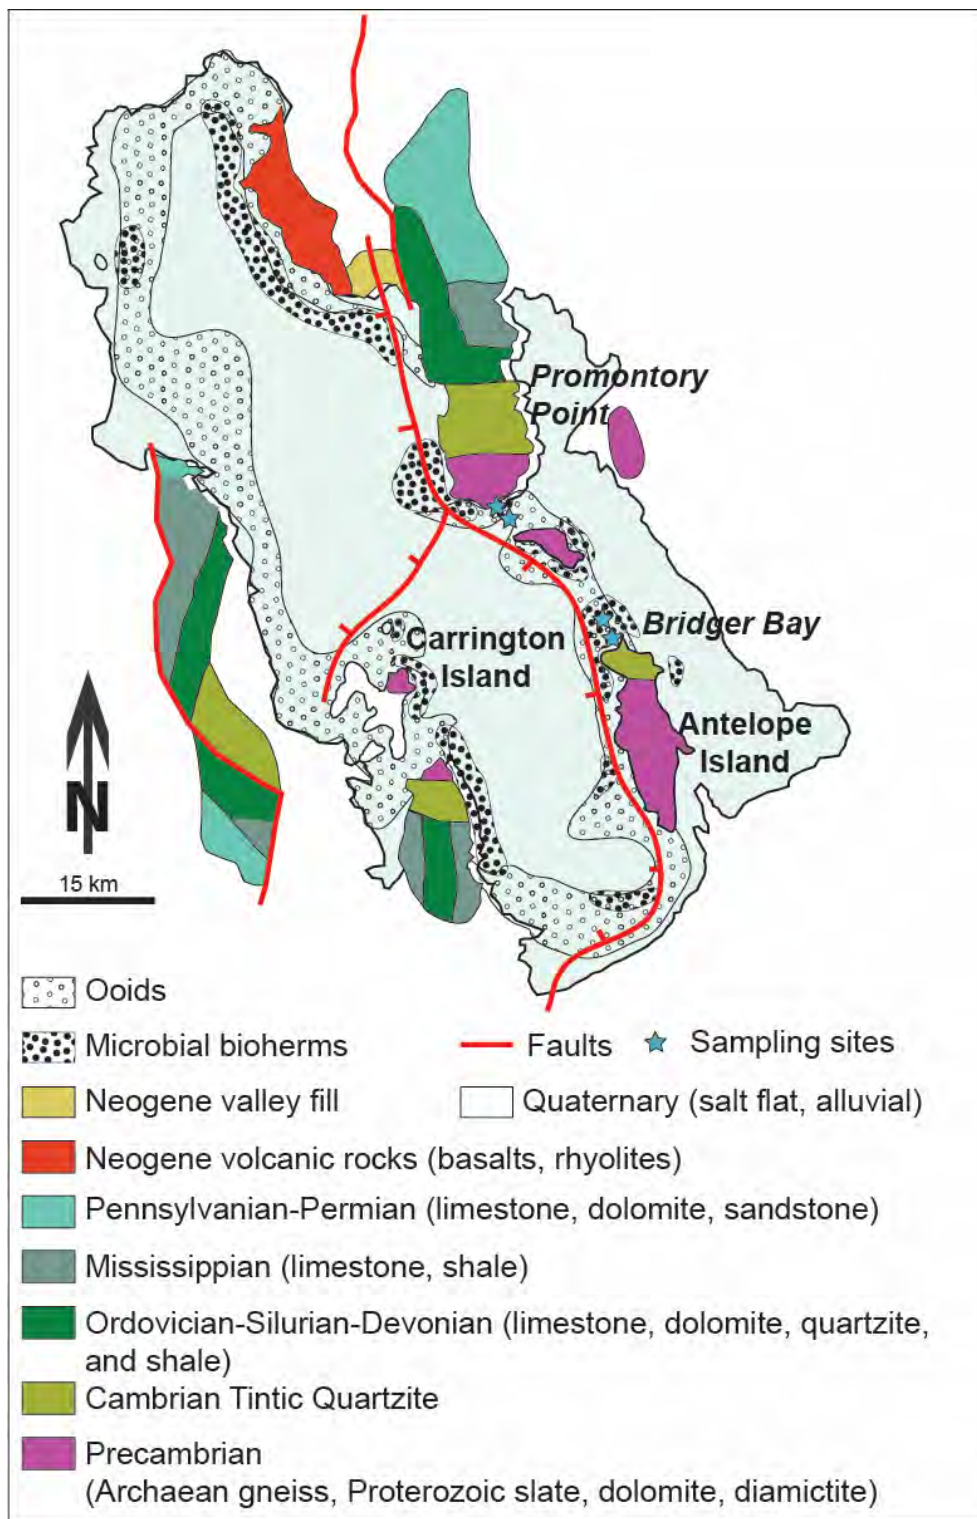 Promontory
Point
Carrington
Island
Bridger Bay
Antelope
Island
N
15 km
Ooids
Microbial bioherms
Faults
Sampling sites
Neogene valley fill
Quaternary (salt flat, alluvial)
Neogene volcanic rocks (basalts, rhyolites)
Pennsylvanian-Permian (limestone, dolomite, sandstone)
Mississippian (limestone, shale)
Ordovician-Silurian-Devonian (limestone, dolomite, quartzite,
and shale)
Cambrian Tintic Quartzite
Precambrian
(Archaean gneiss, Proterozoic slate, dolomite, diamictite)